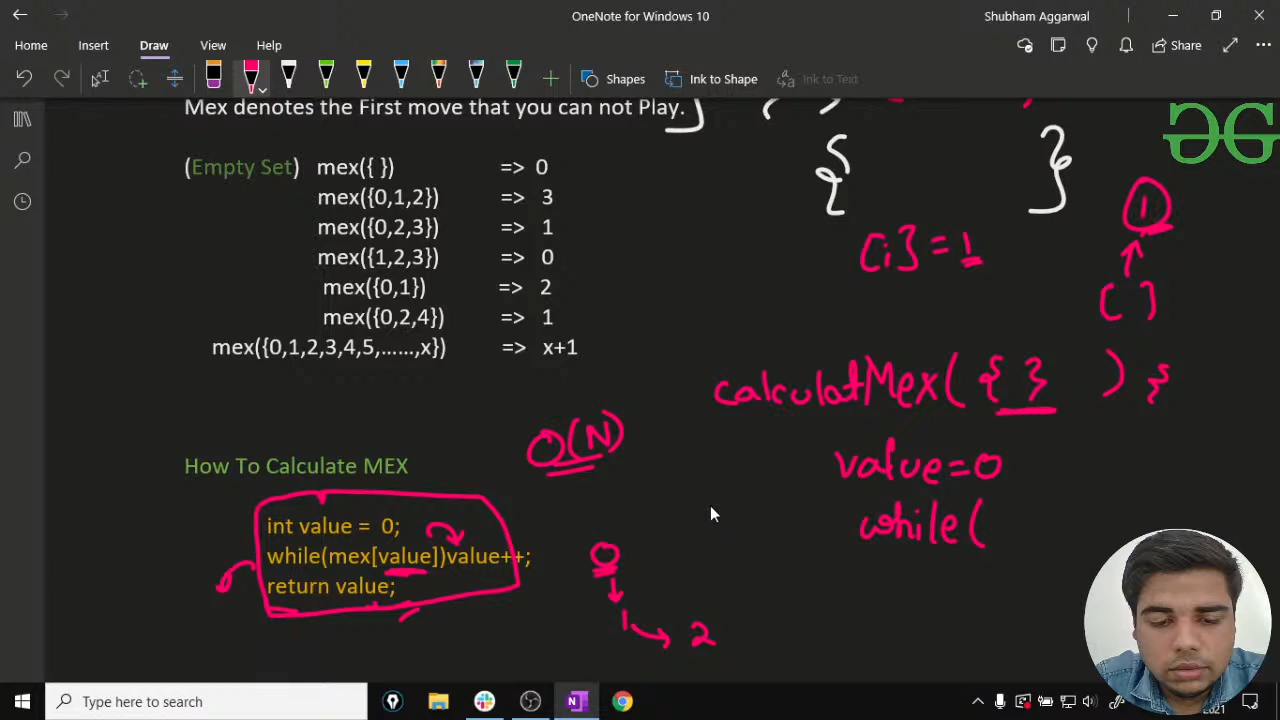 OneNote for Windows 10
Shubham Aggarwal
Home Insert Draw View Help
Share
Shapes Ink to Shape Ink to Text
Mex denotes the First move that you can not Play.
(Empty Set) mex({ }) => 0
mex({0,1,2}) => 3
mex({0,2,3}) => 1
mex({1,2,3}) => 0
mex({0,1}) => 2
mex({0,2,4}) => 1
mex({0,1,2,3,4,5,......,x}) => x+1
{ }
[i] = 1
1
[ ]
calculatMex( { } ) {
value=0
while(
O(N)
How To Calculate MEX
int value = 0;
while(mex[value])value++;
return value;
0
1
2
Type here to search
2021